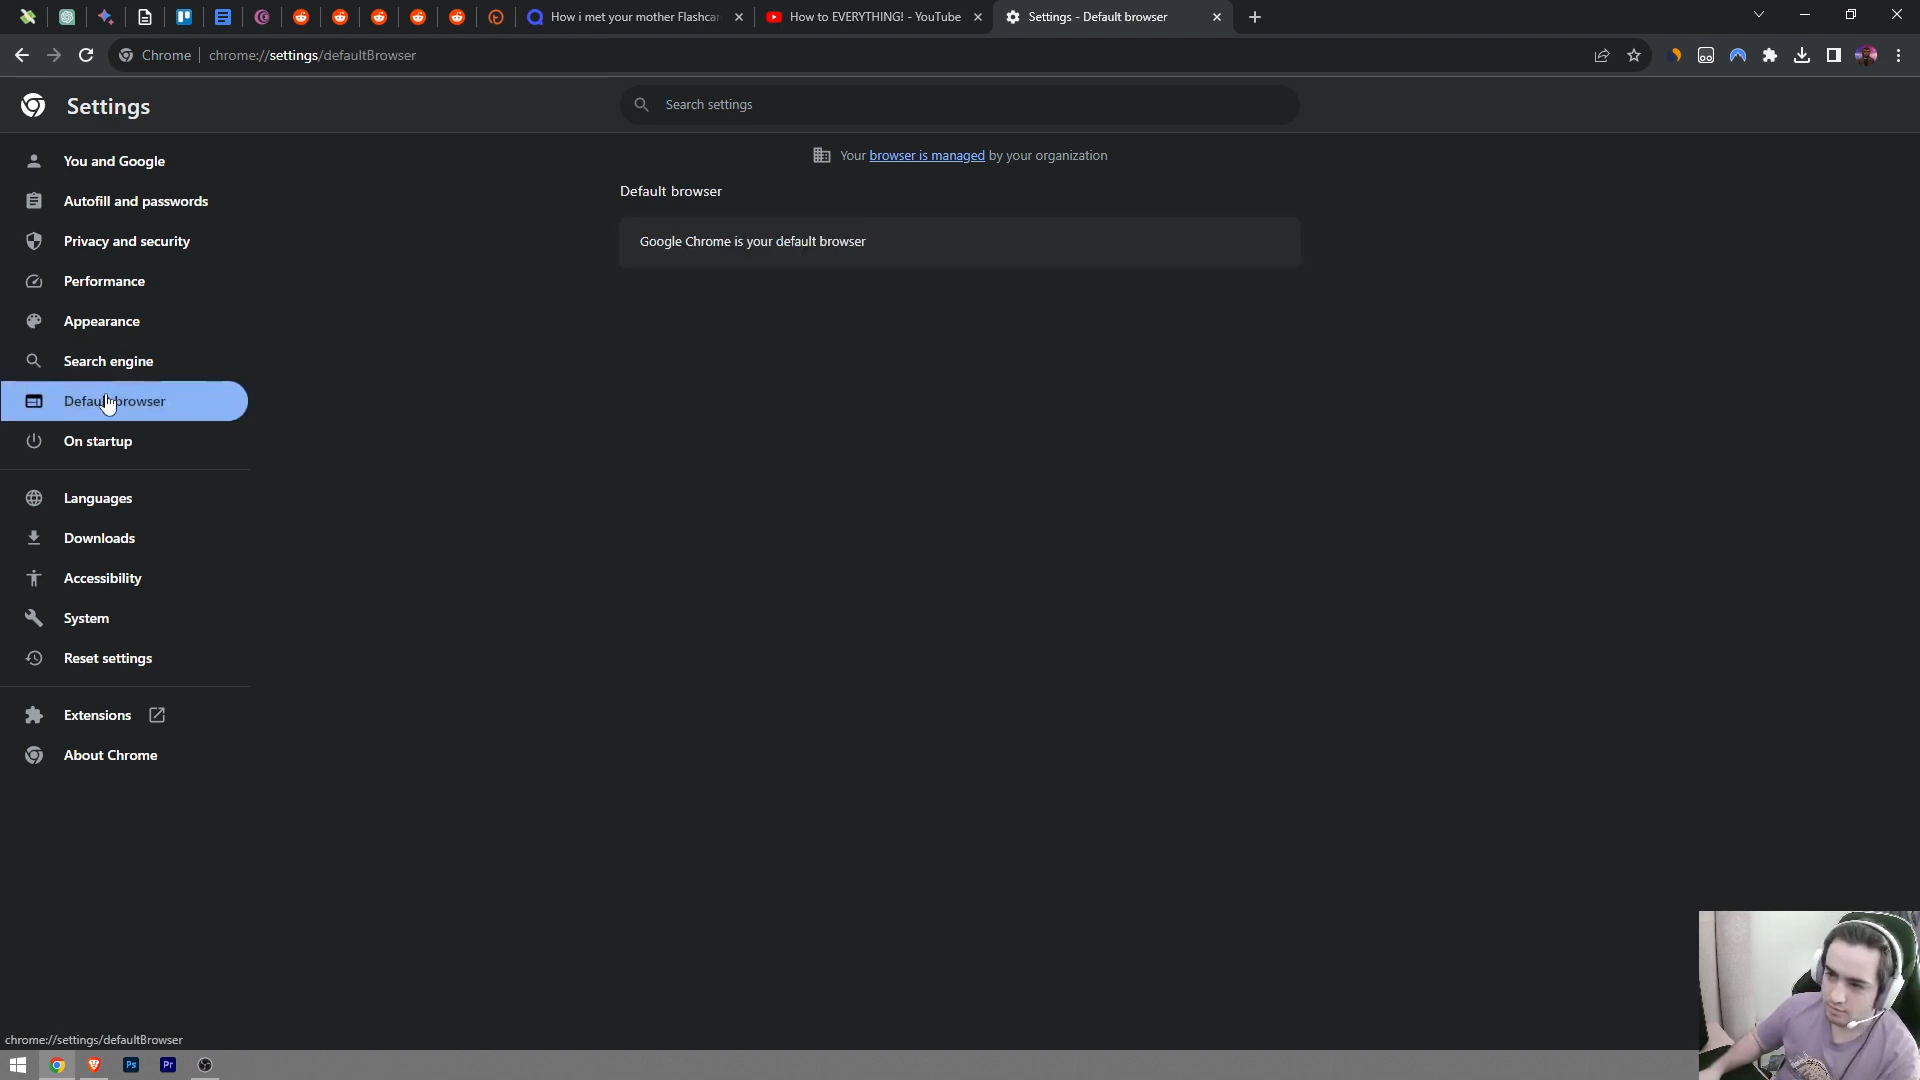 How i met your mother Flashcar
How to EVERYTHING! - YouTube
Settings - Default browser
Chrome
chrome://settings/defaultBrowser
Settings
Search settings
You and Google
Autofill and passwords
Privacy and security
Performance
Appearance
Search engine
Default browser
On startup
Languages
Downloads
Accessibility
System
Reset settings
Extensions
About Chrome
Your browser is managed by your organization
Default browser
Google Chrome is your default browser
chrome://settings/defaultBrowser
Ps
Pr